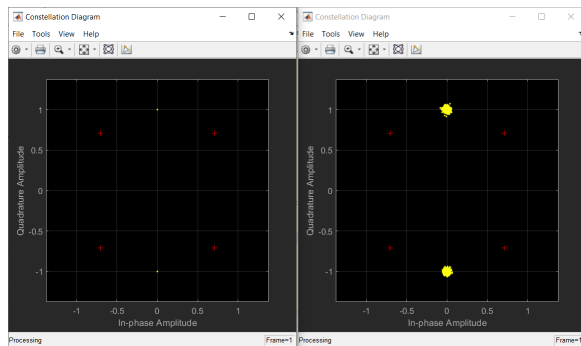 Constellation Diagram
File Tools View Help
1
0.5
0
-0.5
-1
Quadrature Amplitude
-1 -0.5 0 0.5 1
In-phase Amplitude
Processing Frame=1
Constellation Diagram
File Tools View Help
1
0.5
0
-0.5
-1
Quadrature Amplitude
-1 -0.5 0 0.5 1
In-phase Amplitude
Processing Frame=1